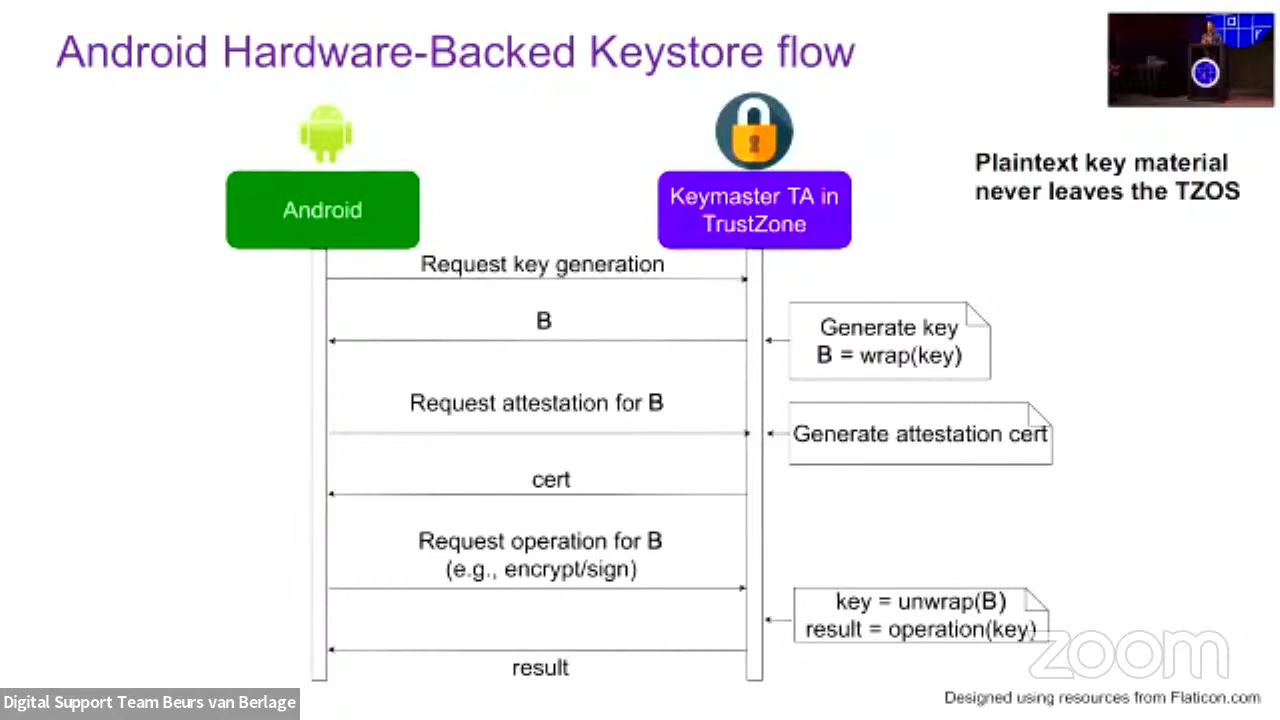 Android Hardware-Backed Keystore flow
Plaintext key material
never leaves the TZOS
Android
Keymaster TA in
TrustZone
Request key generation
B
Generate key
B = wrap(key)
Request attestation for B
Generate attestation cert
cert
Request operation for B
(e.g., encrypt/sign)
key = unwrap(B)
result = operation(key)
result
zoom
Digital Support Team Beurs van Berlage
Designed using resources from Flaticon.com